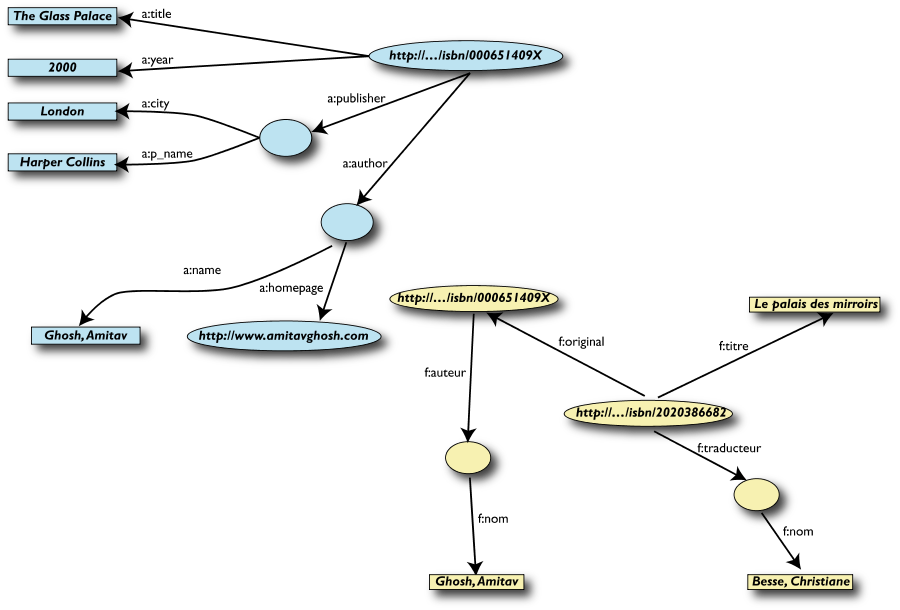 The Glass Palace
a:title
http://…/isbn/000651409X
2000
a:year
London
a:city
a:publisher
Harper Collins
a:p_name
a:author
a:name
a:homepage
Ghosh, Amitav
http://www.amitavghosh.com
http://…/isbn/000651409X
Le palais des mirroirs
f:original
f:titre
f:auteur
http://…/isbn/2020386682
f:traducteur
f:nom
f:nom
Ghosh, Amitav
Besse, Christiane